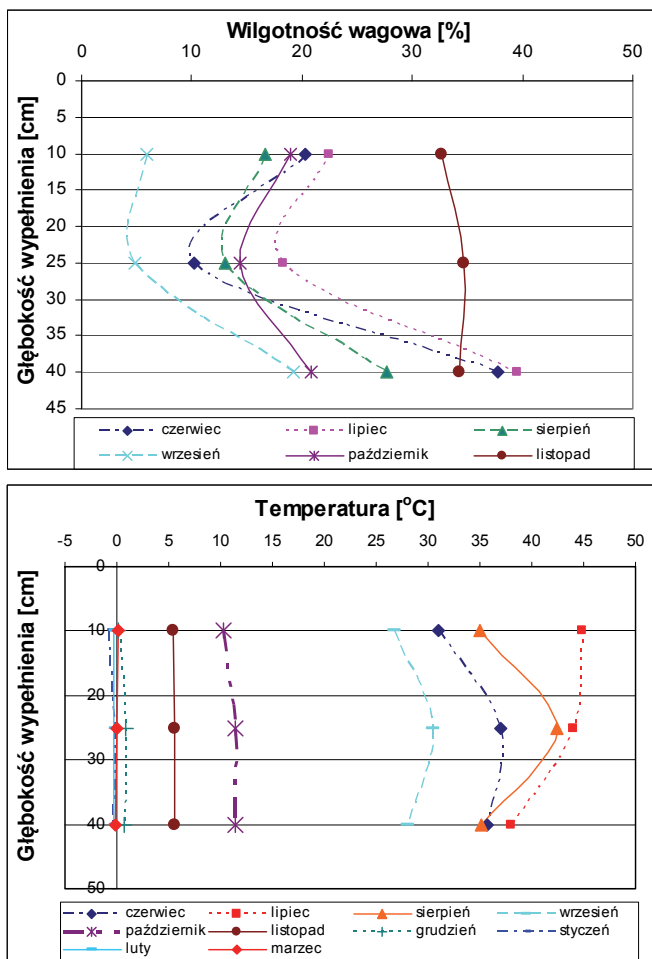 Wilgotność wagowa [%]
0 10 20 30 40 50
Głębokość wypełnienia [cm]
0
5
10
15
20
25
30
35
40
45
czerwiec lipiec sierpień
wrzesień październik listopad
Temperatura [°C]
-5 0 5 10 15 20 25 30 35 40 45 50
Głębokość wypełnienia [cm]
0
10
20
30
40
50
czerwiec lipiec sierpień wrzesień
październik listopad grudzień styczeń
luty marzec